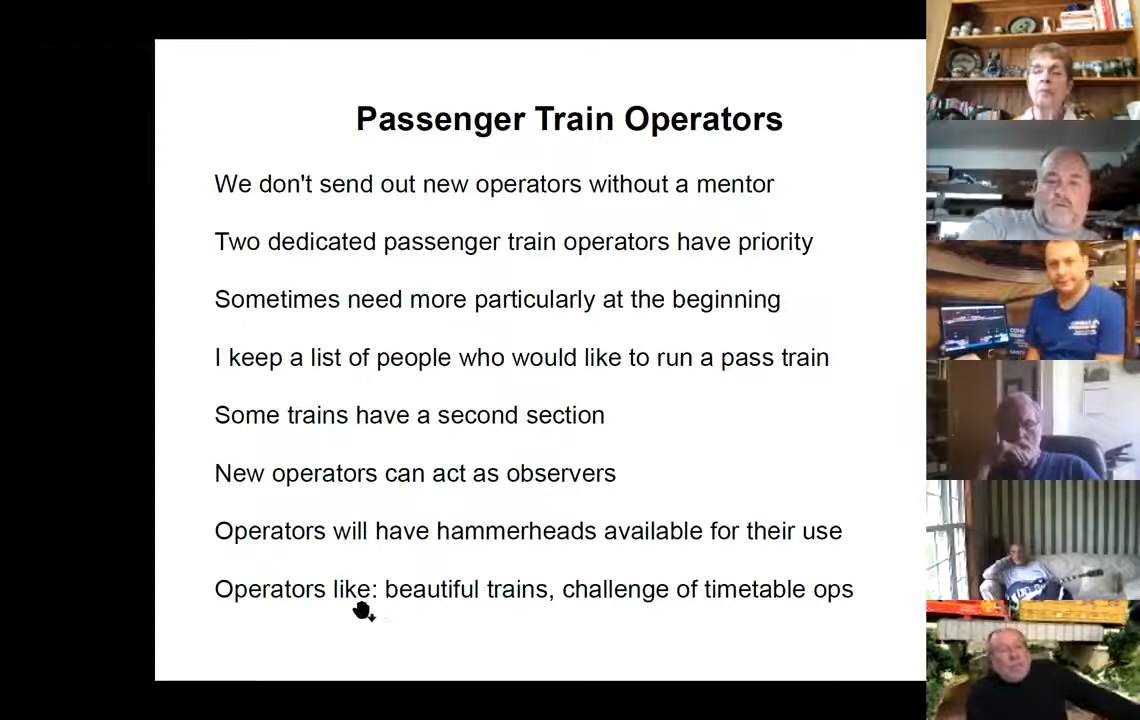 Passenger Train Operators
We don't send out new operators without a mentor
Two dedicated passenger train operators have priority
Sometimes need more particularly at the beginning
I keep a list of people who would like to run a pass train
Some trains have a second section
New operators can act as observers
Operators will have hammerheads available for their use
Operators like: beautiful trains, challenge of timetable ops